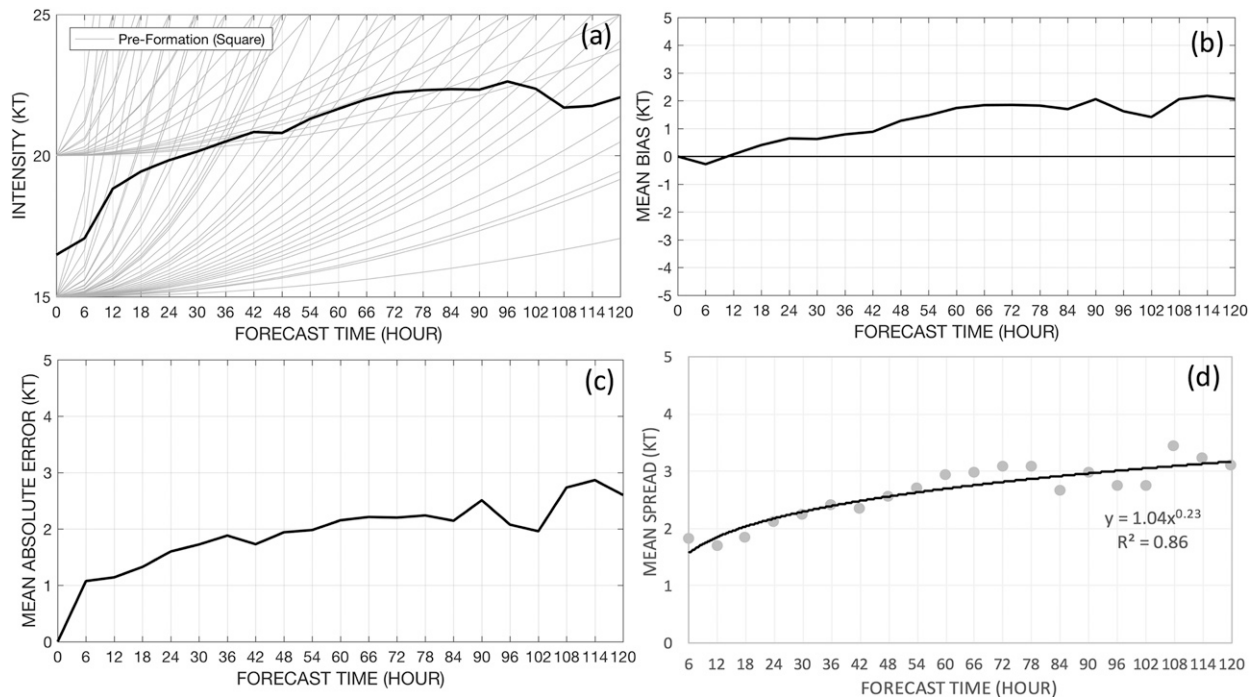 (a)
Pre-Formation (Square)
25
20
15
INTENSITY (KT)
0 6 12 18 24 30 36 42 48 54 60 66 72 78 84 90 96 102 108 114 120
FORECAST TIME (HOUR)
(b)
5
4
3
2
1
0
-1
-2
-3
-4
-5
MEAN BIAS (KT)
0 6 12 18 24 30 36 42 48 54 60 66 72 78 84 90 96 102 108 114 120
FORECAST TIME (HOUR)
(c)
5
4
3
2
1
0
MEAN ABSOLUTE ERROR (KT)
0 6 12 18 24 30 36 42 48 54 60 66 72 78 84 90 96 102 108 114 120
FORECAST TIME (HOUR)
(d)
5
4
3
2
1
0
MEAN SPREAD (KT)
y = 1.04x^0.23
R² = 0.86
6 12 18 24 30 36 42 48 54 60 66 72 78 84 90 96 102 108 114 120
FORECAST TIME (HOUR)